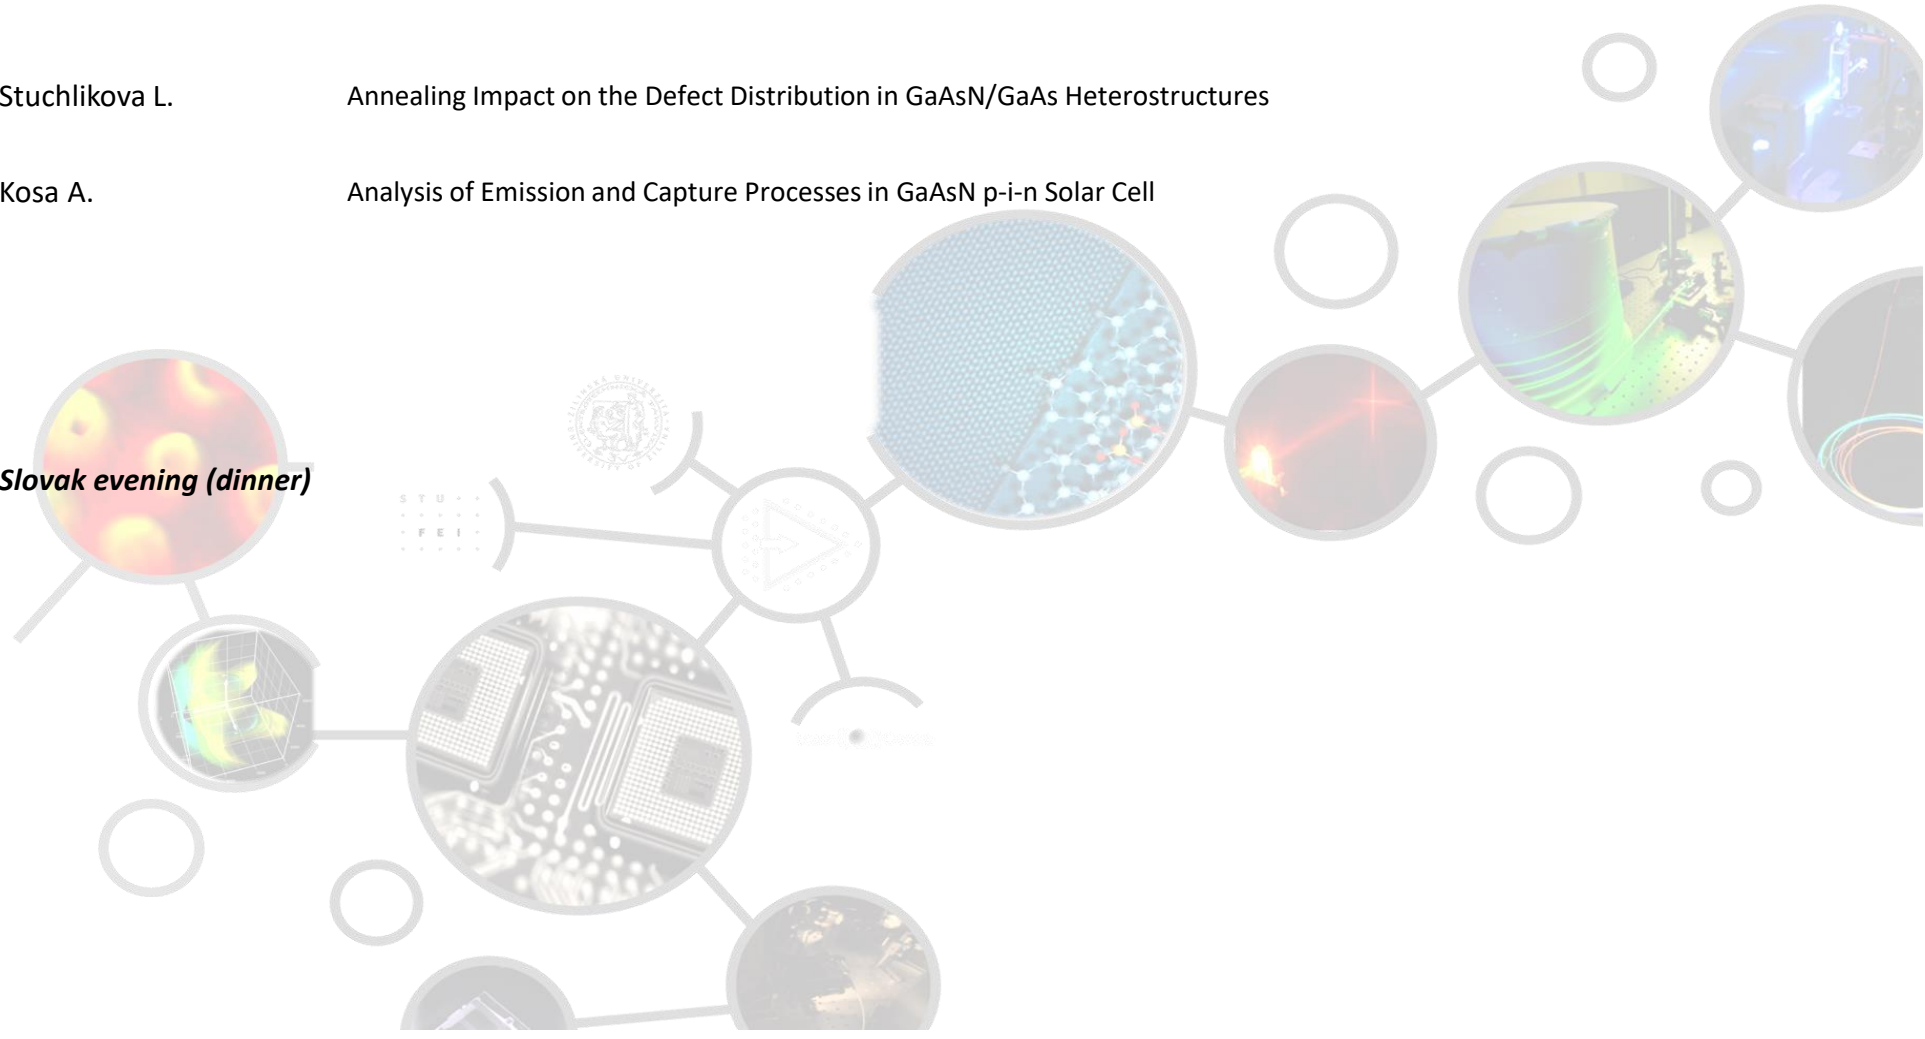 Stuchlikova L. Annealing Impact on the Defect Distribution in GaAsN/GaAs Heterostructures
Kosa A. Analysis of Emission and Capture Processes in GaAsN p-i-n Solar Cell
Slovak evening (dinner)
S T U
F E I